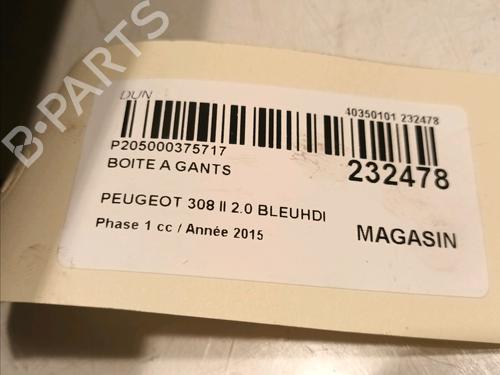 DUN
40350101 232478
P205000375717
BOITE A GANTS
232478
PEUGEOT 308 II 2.0 BLEUHDI
MAGASIN
Phase 1 cc / Année 2015
B-PARTS